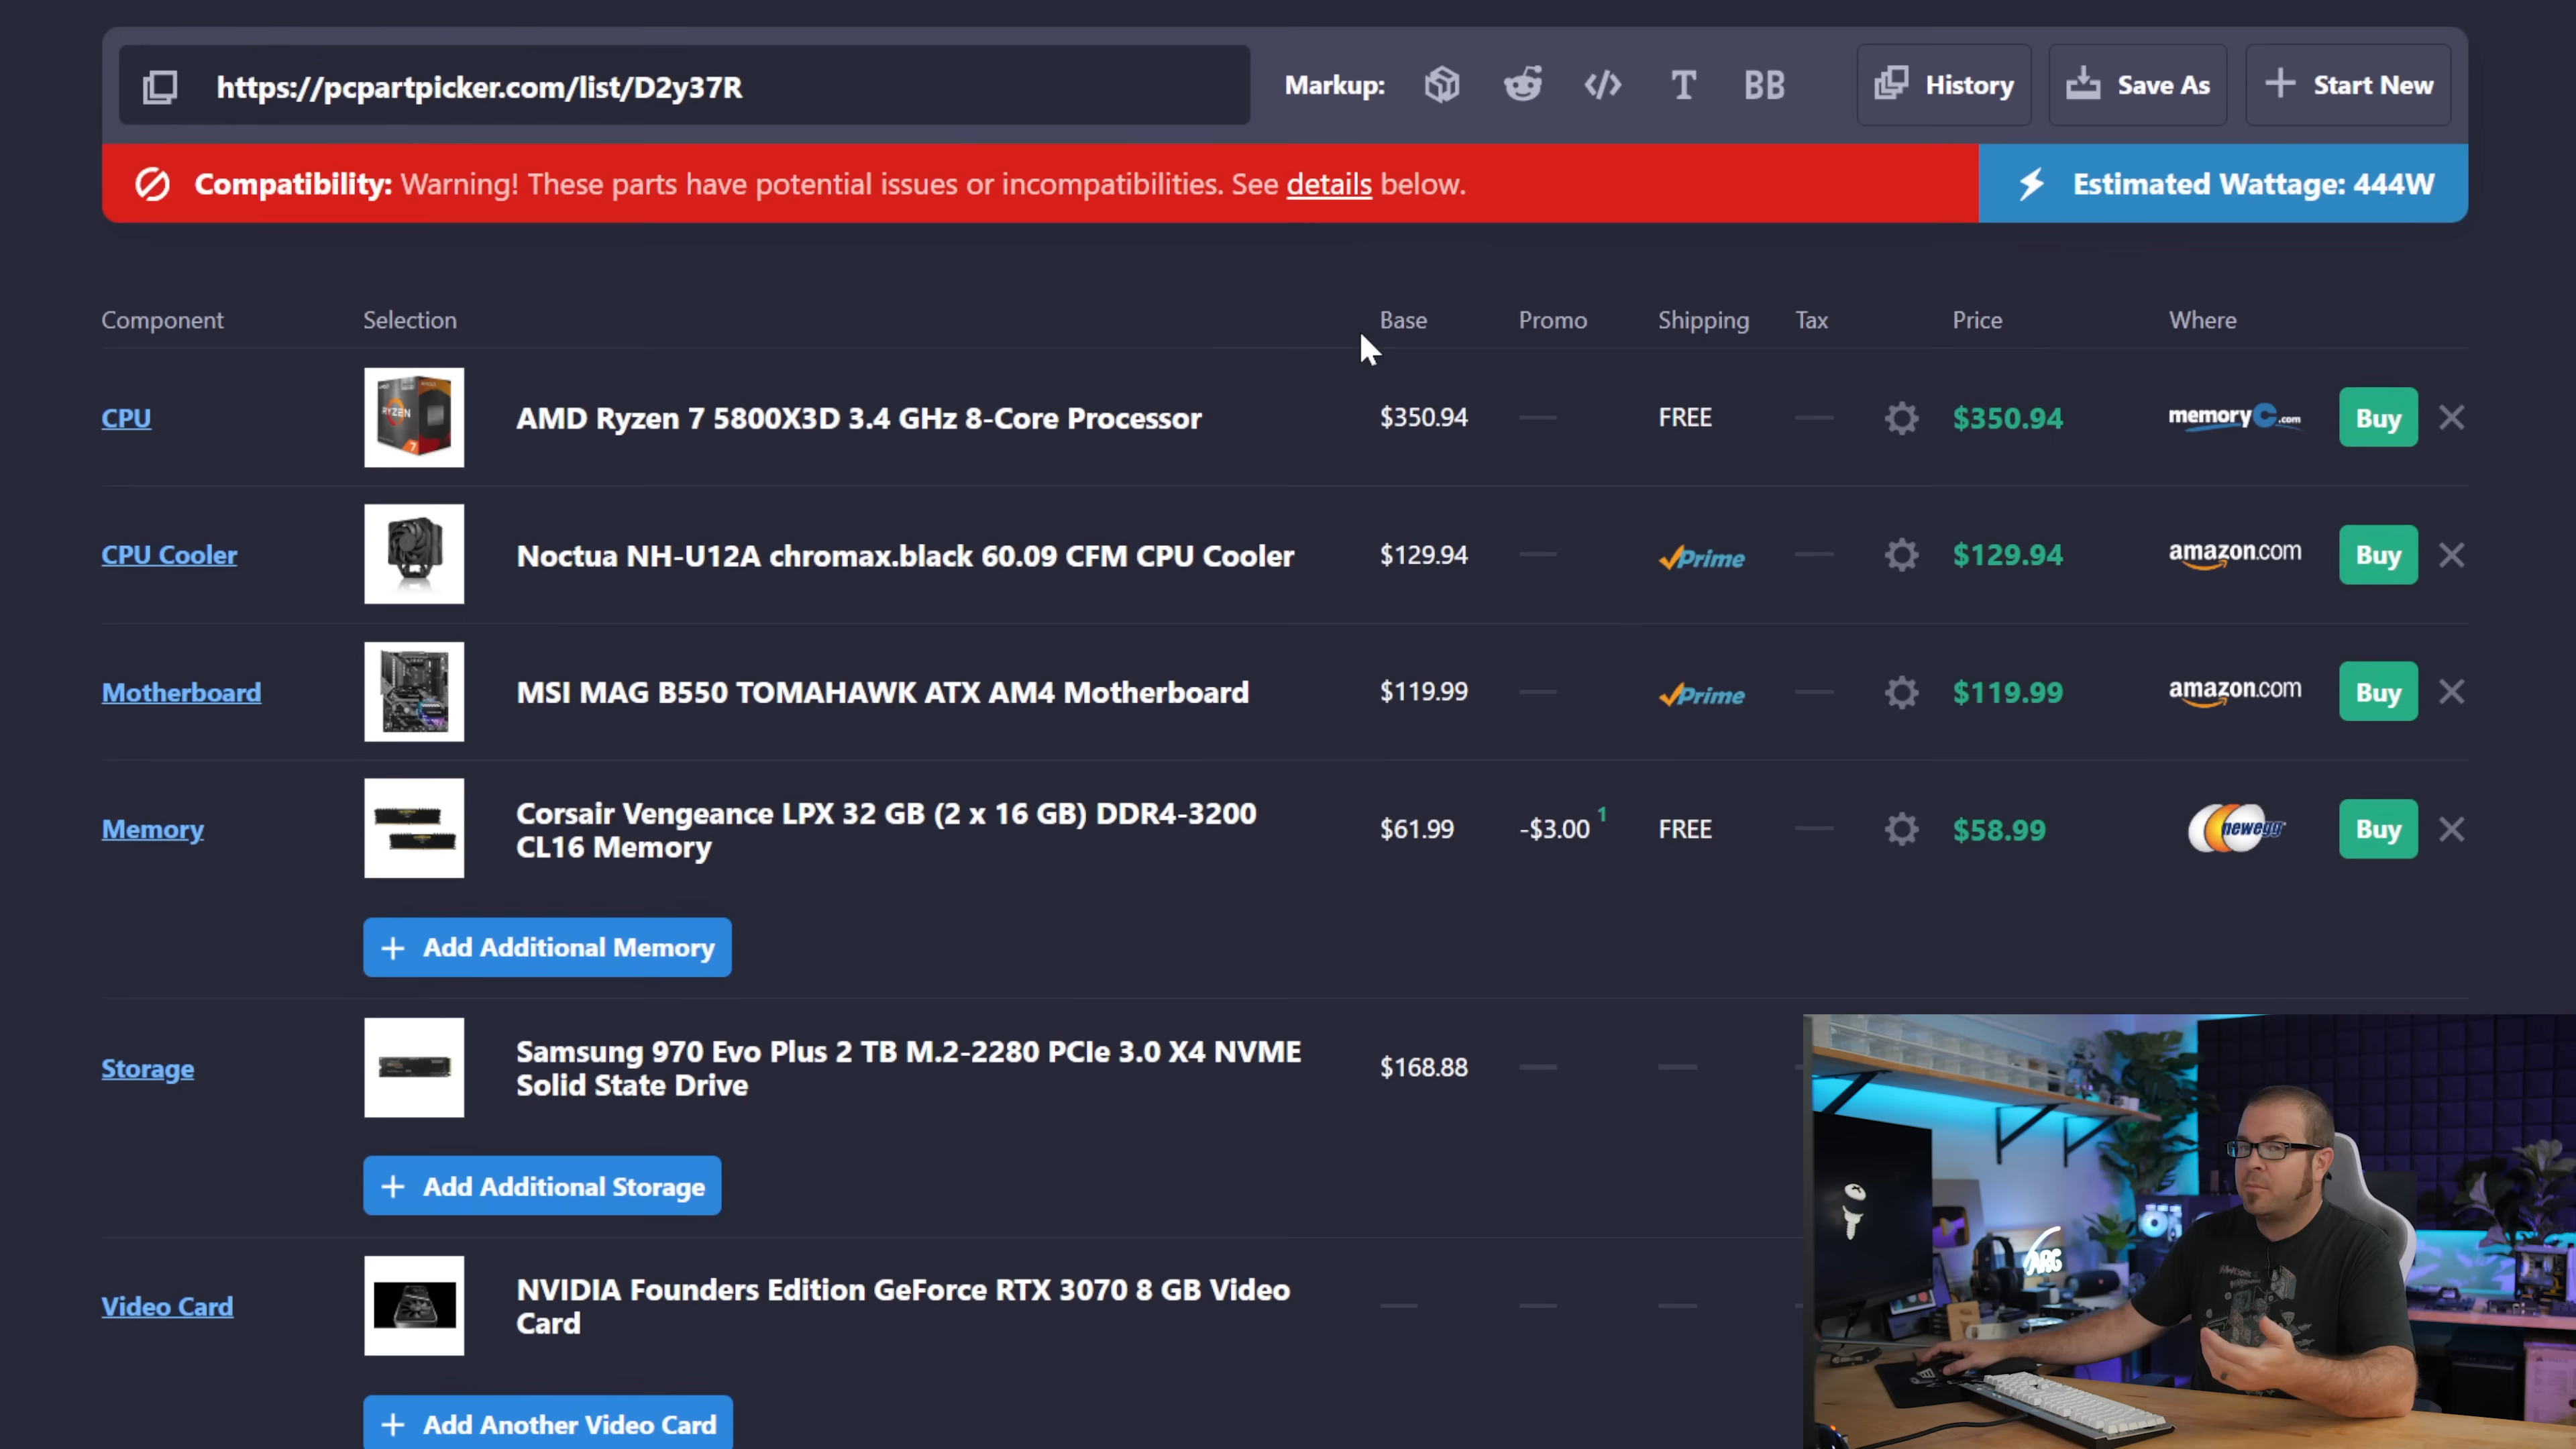 https://pcpartpicker.com/list/D2y37R Markup: T BB History Save As Start New
Compatibility: Warning! These parts have potential issues or incompatibilities. See details below. Estimated Wattage: 444W
Component Selection Base Promo Shipping Tax Price Where
CPU AMD Ryzen 7 5800X3D 3.4 GHz 8-Core Processor $350.94 — FREE — $350.94 memoryC.com Buy
CPU Cooler Noctua NH-U12A chromax.black 60.09 CFM CPU Cooler $129.94 — Prime — $129.94 amazon.com Buy
Motherboard MSI MAG B550 TOMAHAWK ATX AM4 Motherboard $119.99 — Prime — $119.99 amazon.com Buy
Memory Corsair Vengeance LPX 32 GB (2 x 16 GB) DDR4-3200
CL16 Memory $61.99 -$3.00 1 FREE — $58.99 newegg Buy
+ Add Additional Memory
Storage Samsung 970 Evo Plus 2 TB M.2-2280 PCIe 3.0 X4 NVME
Solid State Drive $168.88 — —
+ Add Additional Storage
Video Card NVIDIA Founders Edition GeForce RTX 3070 8 GB Video
Card — — —
+ Add Another Video Card
RYZEN
7